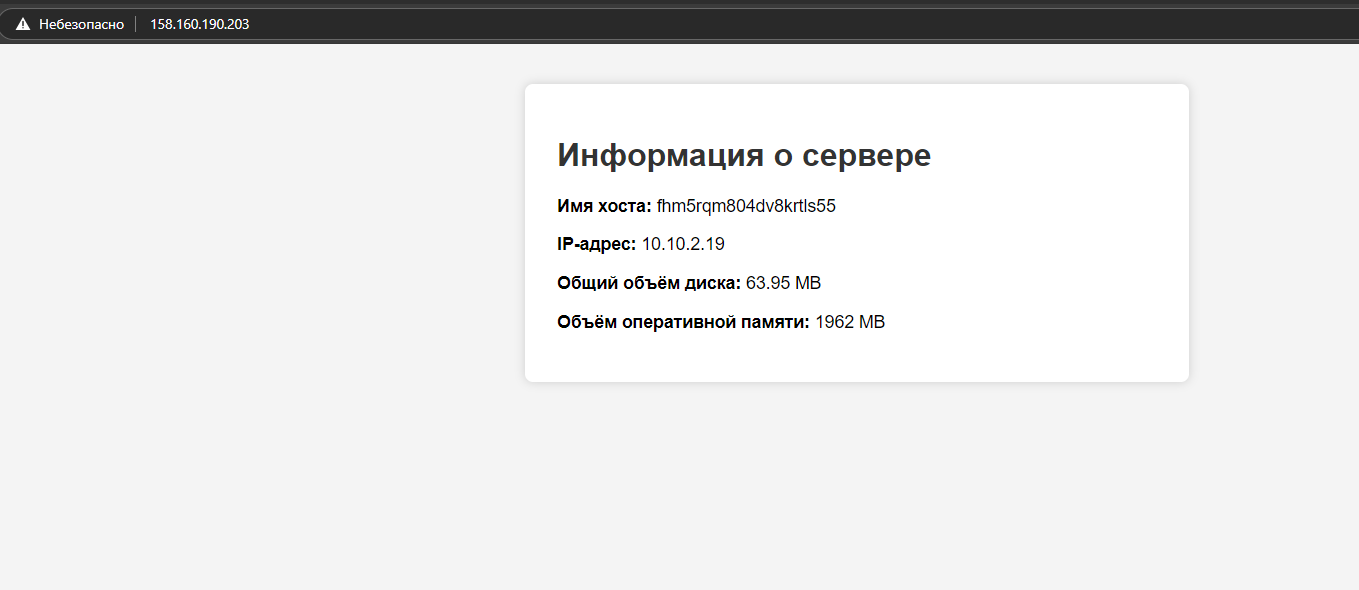 Небезопасно 158.160.190.203
Информация о сервере
Имя хоста: fhm5rqm804dv8krtls55
IP-адрес: 10.10.2.19
Общий объём диска: 63.95 MB
Объём оперативной памяти: 1962 MB